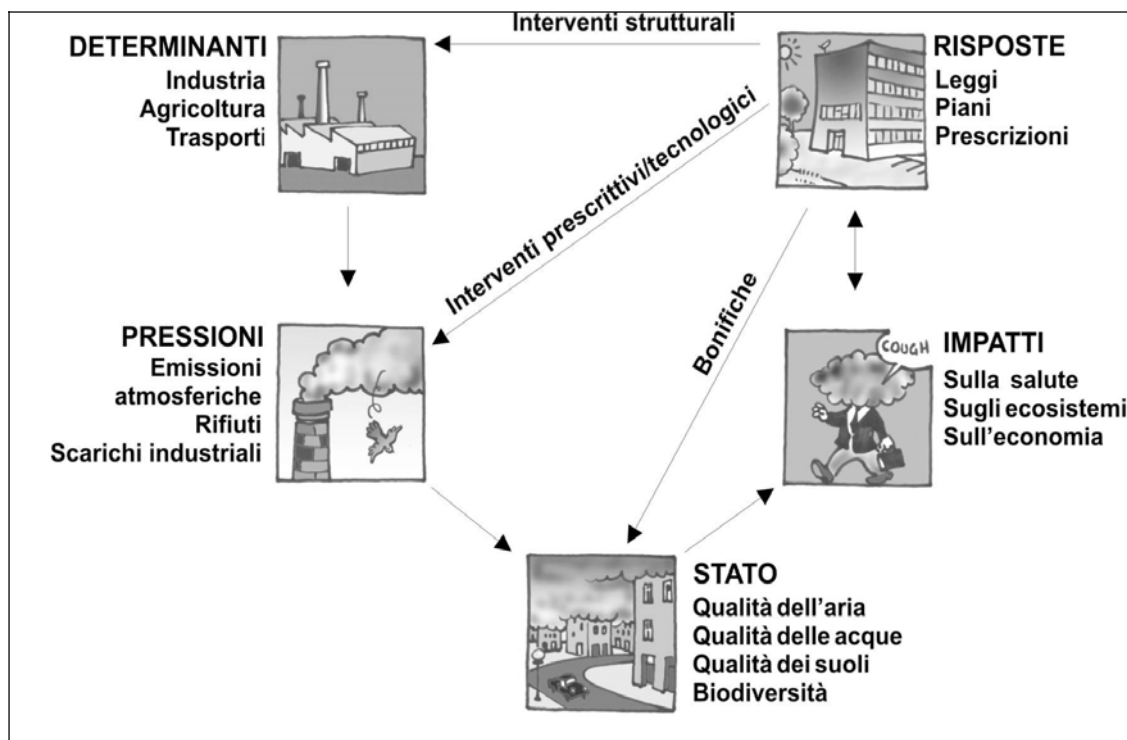 Interventi strutturali
DETERMINANTI
Industria
Agricoltura
Trasporti
RISPOSTE
Leggi
Piani
Prescrizioni
Interventi prescrittivi/tecnologici
Bonifiche
PRESSIONI
Emissioni
atmosferiche
Rifiuti
Scarichi industriali
COUGH
IMPATTI
Sulla salute
Sugli ecosistemi
Sull'economia
STATO
Qualità dell'aria
Qualità delle acque
Qualità dei suoli
Biodiversità